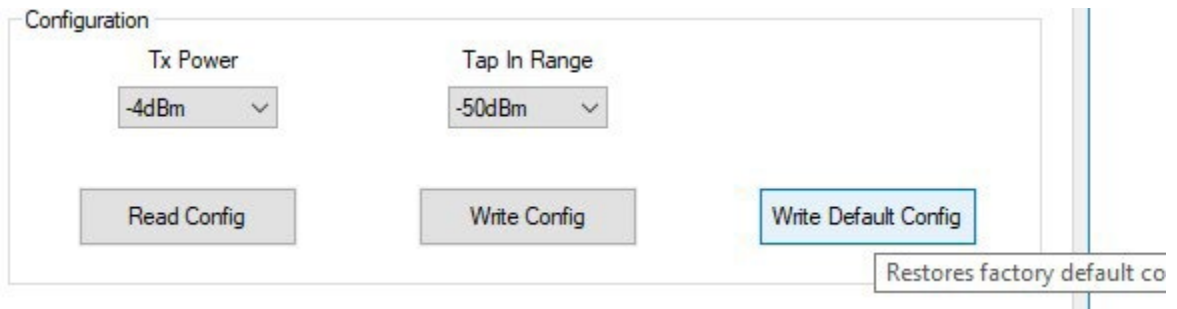 Configuration
Tx Power
Tap In Range
-4dBm
-50dBm
Read Config
Write Config
Write Default Config
Restores factory default co